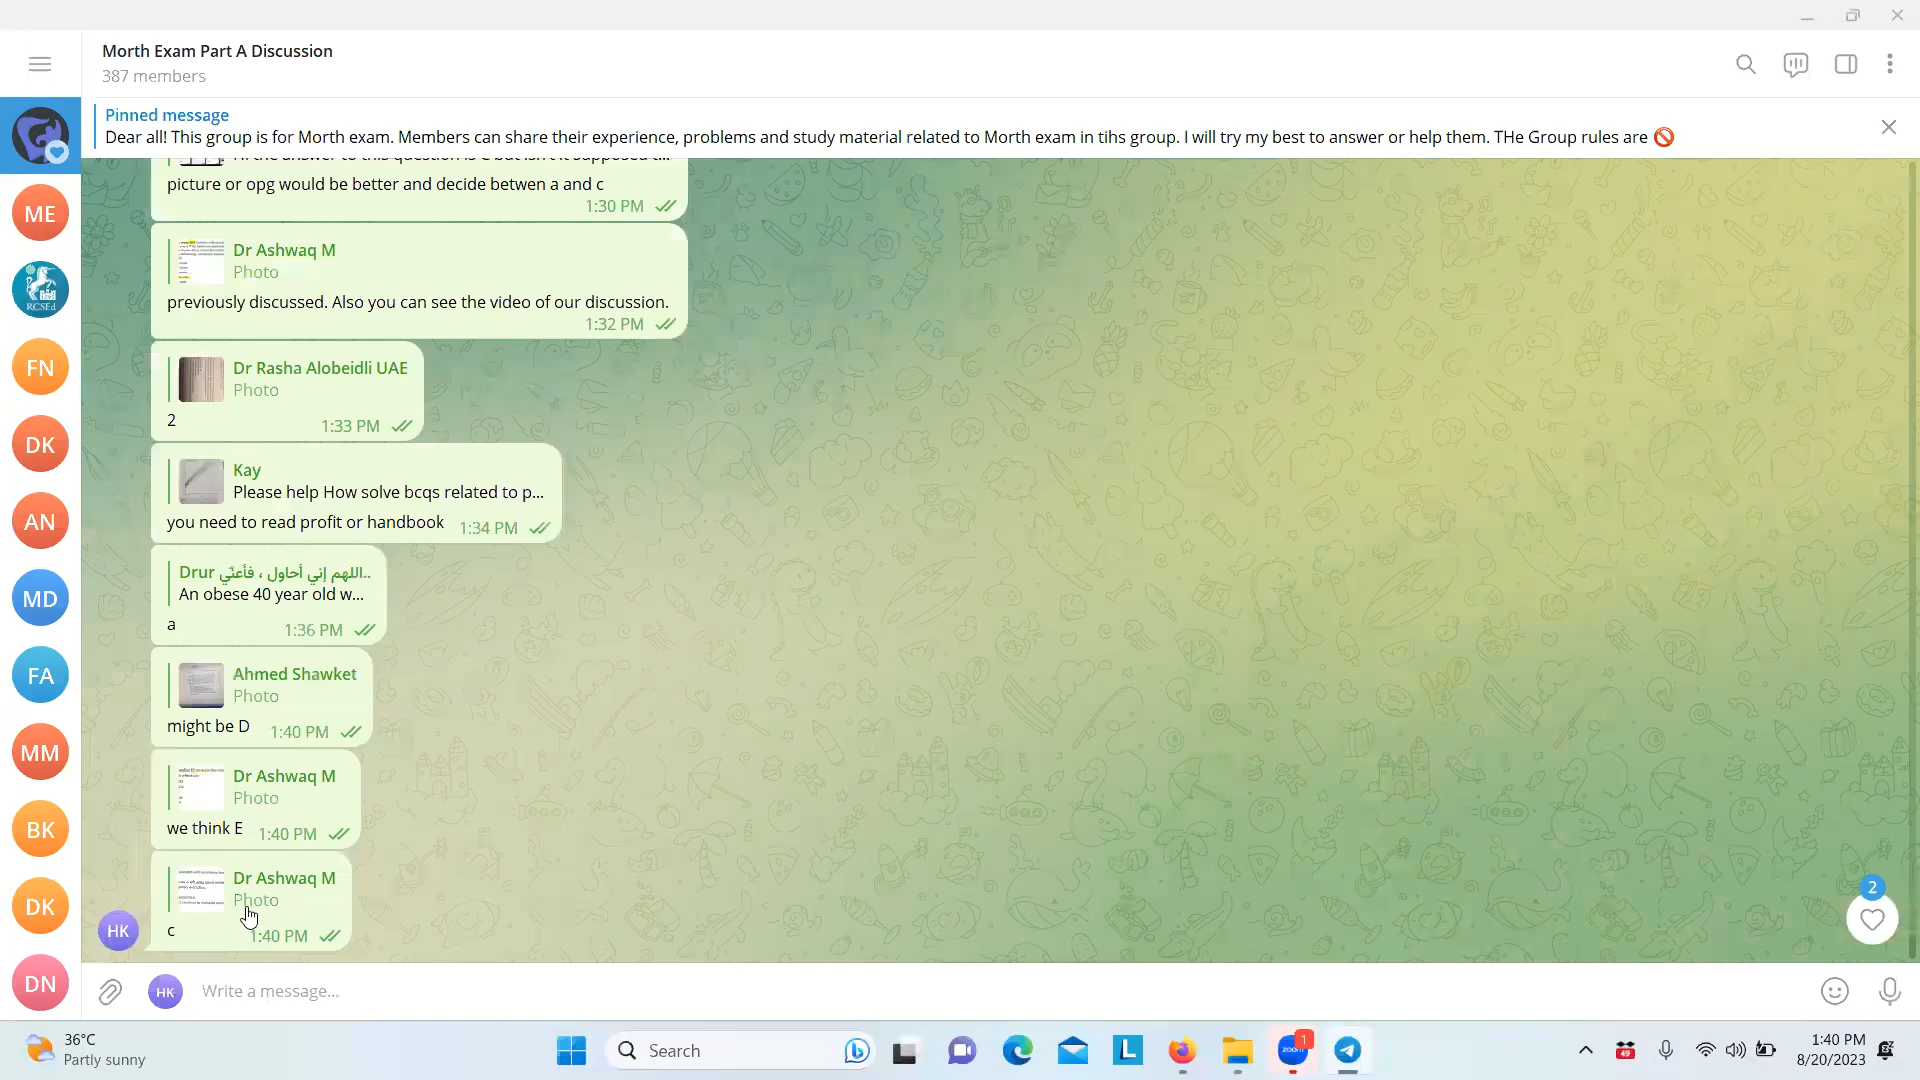 Morth Exam Part A Discussion
387 members
Pinned message
Dear all! This group is for Morth exam. Members can share their experience, problems and study material related to Morth exam in tihs group. I will try my best to answer or help them. THe Group rules are
picture or opg would be better and decide betwen a and c
1:30 PM
Dr Ashwaq M
Photo
previously discussed. Also you can see the video of our discussion.
1:32 PM
Dr Rasha Alobeidli UAE
Photo
2
1:33 PM
Kay
Please help How solve bcqs related to p...
you need to read profit or handbook
1:34 PM
Drur اللهم إني أحاول ، فأعنّي..
An obese 40 year old w...
a
1:36 PM
Ahmed Shawket
Photo
might be D
1:40 PM
Dr Ashwaq M
Photo
we think E
1:40 PM
Dr Ashwaq M
Photo
c
1:40 PM
HK
HK
Write a message...
2
ME
RCSEd
FN
DK
AN
MD
FA
MM
BK
DK
DN
36°C
Partly sunny
Search
L
zoom
1
49
1:40 PM
8/20/2023